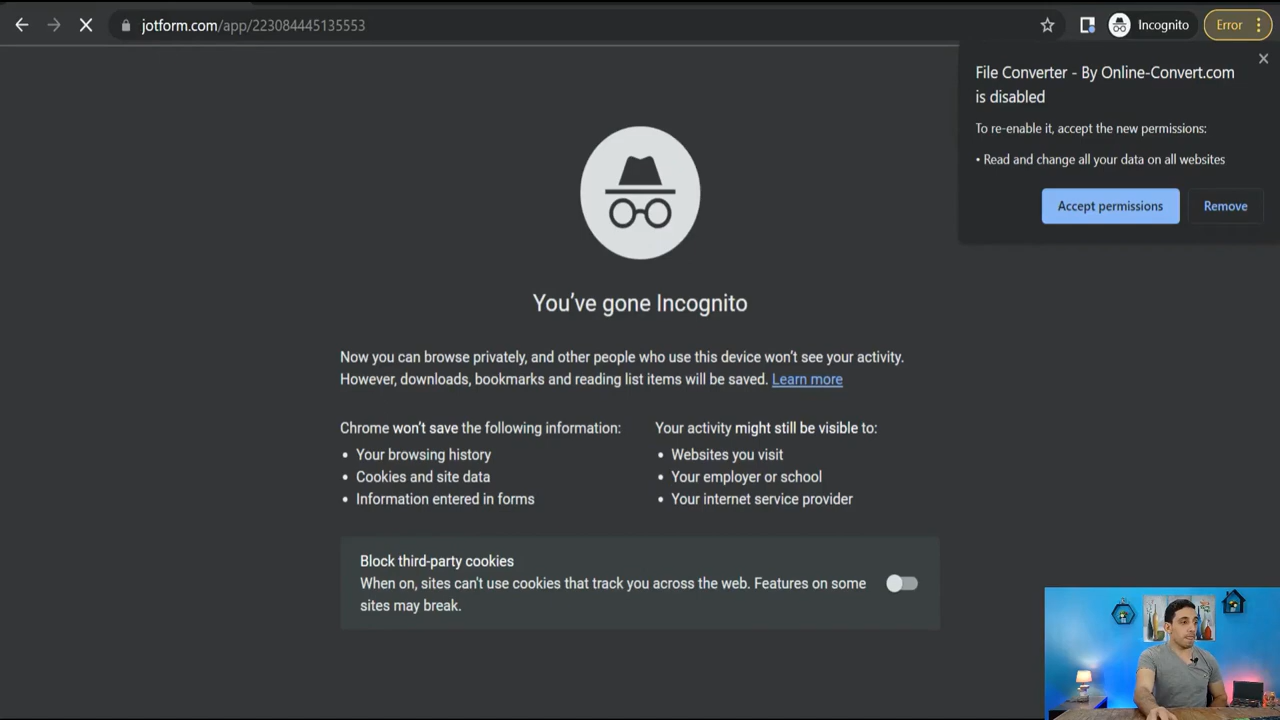 jotform.com/app/223084445135553
Incognito
Error
File Converter - By Online-Convert.com
is disabled
To re-enable it, accept the new permissions:
• Read and change all your data on all websites
Accept permissions
Remove
You've gone Incognito
Now you can browse privately, and other people who use this device won't see your activity.
However, downloads, bookmarks and reading list items will be saved. Learn more
Chrome won't save the following information:
• Your browsing history
• Cookies and site data
• Information entered in forms
Your activity might still be visible to:
• Websites you visit
• Your employer or school
• Your internet service provider
Block third-party cookies
When on, sites can't use cookies that track you across the web. Features on some
sites may break.